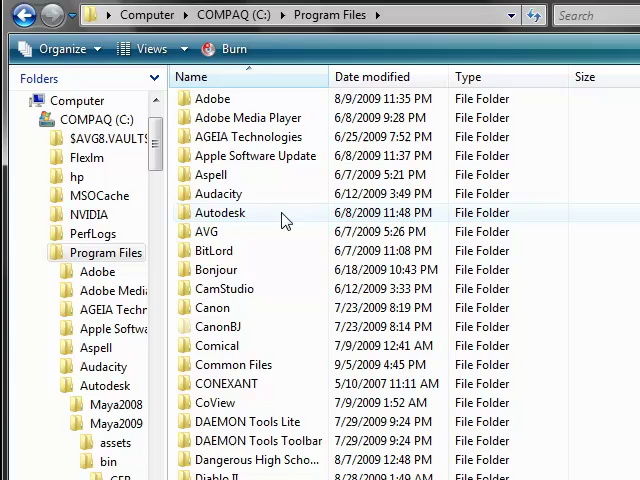 Computer COMPAQ (C:) Program Files Search
Organize Views Burn
Folders Name Date modified Type Size
Computer
COMPAQ (C:)
$AVG8.VAULT$
Flexlm
hp
MSOCache
NVIDIA
PerfLogs
Program Files
Adobe
Adobe Medi
AGEIA Techn
Apple Softwa
Aspell
Audacity
Autodesk
Maya2008
Maya2009
assets
bin
Adobe 8/9/2009 11:35 PM File Folder
Adobe Media Player 6/8/2009 9:28 PM File Folder
AGEIA Technologies 6/25/2009 7:52 PM File Folder
Apple Software Update 6/8/2009 11:37 PM File Folder
Aspell 6/7/2009 5:21 PM File Folder
Audacity 6/12/2009 3:49 PM File Folder
Autodesk 6/8/2009 11:48 PM File Folder
AVG 6/7/2009 5:26 PM File Folder
BitLord 6/7/2009 11:08 PM File Folder
Bonjour 6/18/2009 10:43 PM File Folder
CamStudio 6/12/2009 3:33 PM File Folder
Canon 7/23/2009 8:19 PM File Folder
CanonBJ 7/23/2009 8:14 PM File Folder
Comical 7/9/2009 12:41 AM File Folder
Common Files 9/5/2009 4:45 PM File Folder
CONEXANT 5/10/2007 11:11 AM File Folder
CoView 7/9/2009 1:52 AM File Folder
DAEMON Tools Lite 7/29/2009 9:24 PM File Folder
DAEMON Tools Toolbar 7/29/2009 9:24 PM File Folder
Dangerous High Scho... 8/7/2009 12:48 PM File Folder
Diablo II 8/28/2009 1:49 AM File Folder